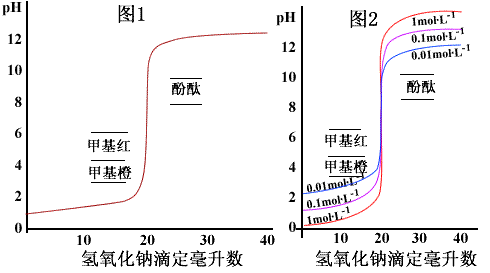 pH
图1
12
10
8
6
4
2
0
酚酞
甲基红
甲基橙
10
20
30
40
氢氧化钠滴定毫升数
pH
图2
12
10
8
6
4
2
0
1mol·L⁻¹
0.1mol·L⁻¹
0.01mol·L⁻¹
酚酞
甲基红
甲基橙
0.01mol·L⁻¹
0.1mol·L⁻¹
1mol·L⁻¹
10
20
30
40
氢氧化钠滴定毫升数